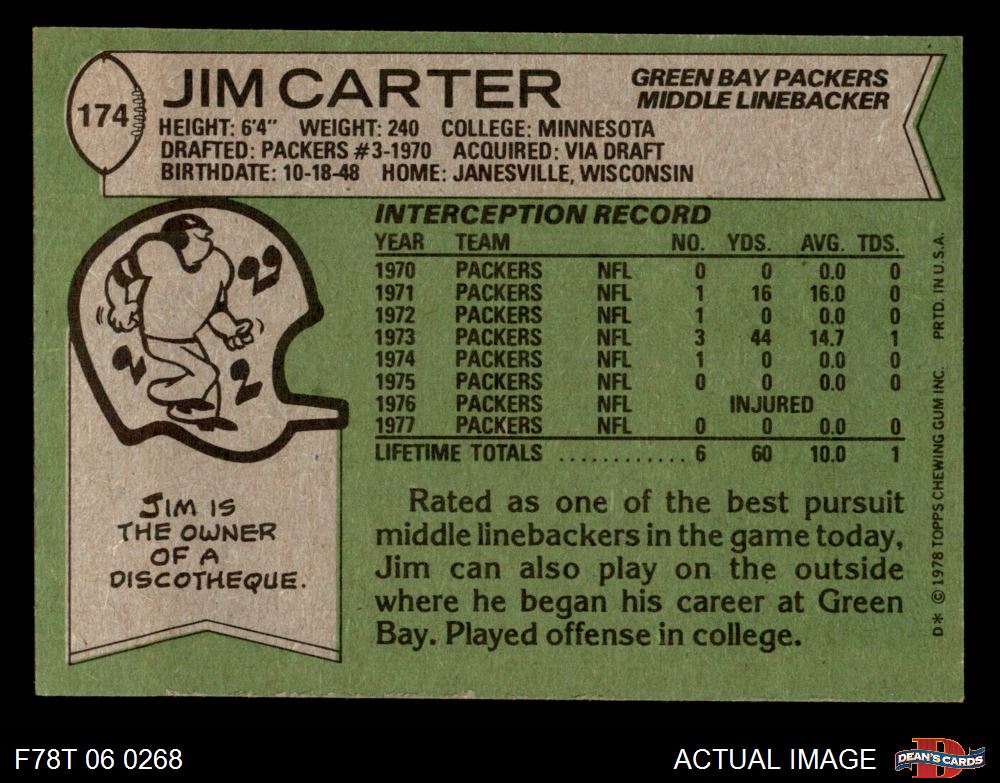 174
JIM CARTER
GREEN BAY PACKERS
MIDDLE LINEBACKER
HEIGHT: 6'4" WEIGHT: 240 COLLEGE: MINNESOTA
DRAFTED: PACKERS #3-1970 ACQUIRED: VIA DRAFT
BIRTHDATE: 10-18-48 HOME: JANESVILLE, WISCONSIN
INTERCEPTION RECORD
YEAR TEAM NO. YDS. AVG. TDS.
1970 PACKERS NFL 0 0 0.0 0
1971 PACKERS NFL 1 16 16.0 0
1972 PACKERS NFL 1 0 0.0 0
1973 PACKERS NFL 3 44 14.7 1
1974 PACKERS NFL 1 0 0.0 0
1975 PACKERS NFL 0 0 0.0 0
1976 PACKERS NFL INJURED
1977 PACKERS NFL 0 0 0.0 0
LIFETIME TOTALS ............ 6 60 10.0 1
JIM IS
THE OWNER
OF A
DISCOTHEQUE.
Rated as one of the best pursuit
middle linebackers in the game today,
Jim can also play on the outside
where he began his career at Green
Bay. Played offense in college.
D* © 1978 TOPPS CHEWING GUM INC. PRTD. IN U.S.A.
F78T 06 0268
ACTUAL IMAGE
D
DEAN'S CARDS